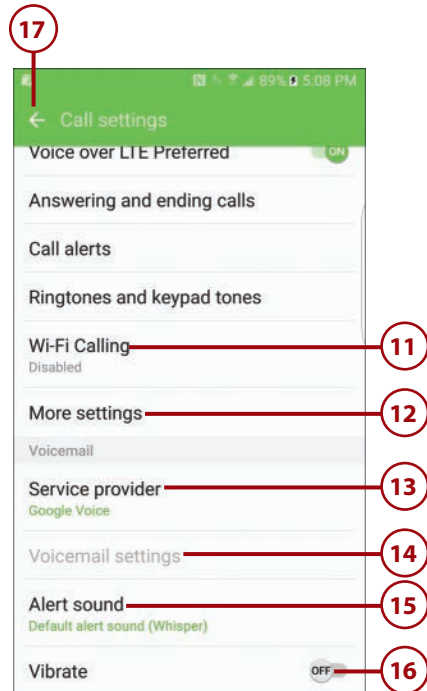 17
89% 5:08 PM
Call settings
Voice over LTE Preferred
ON
Answering and ending calls
Call alerts
Ringtones and keypad tones
Wi-Fi Calling
11
Disabled
More settings
12
Voicemail
Service provider
13
Google Voice
Voicemail settings
14
Alert sound
15
Default alert sound (Whisper)
Vibrate
OFF
16